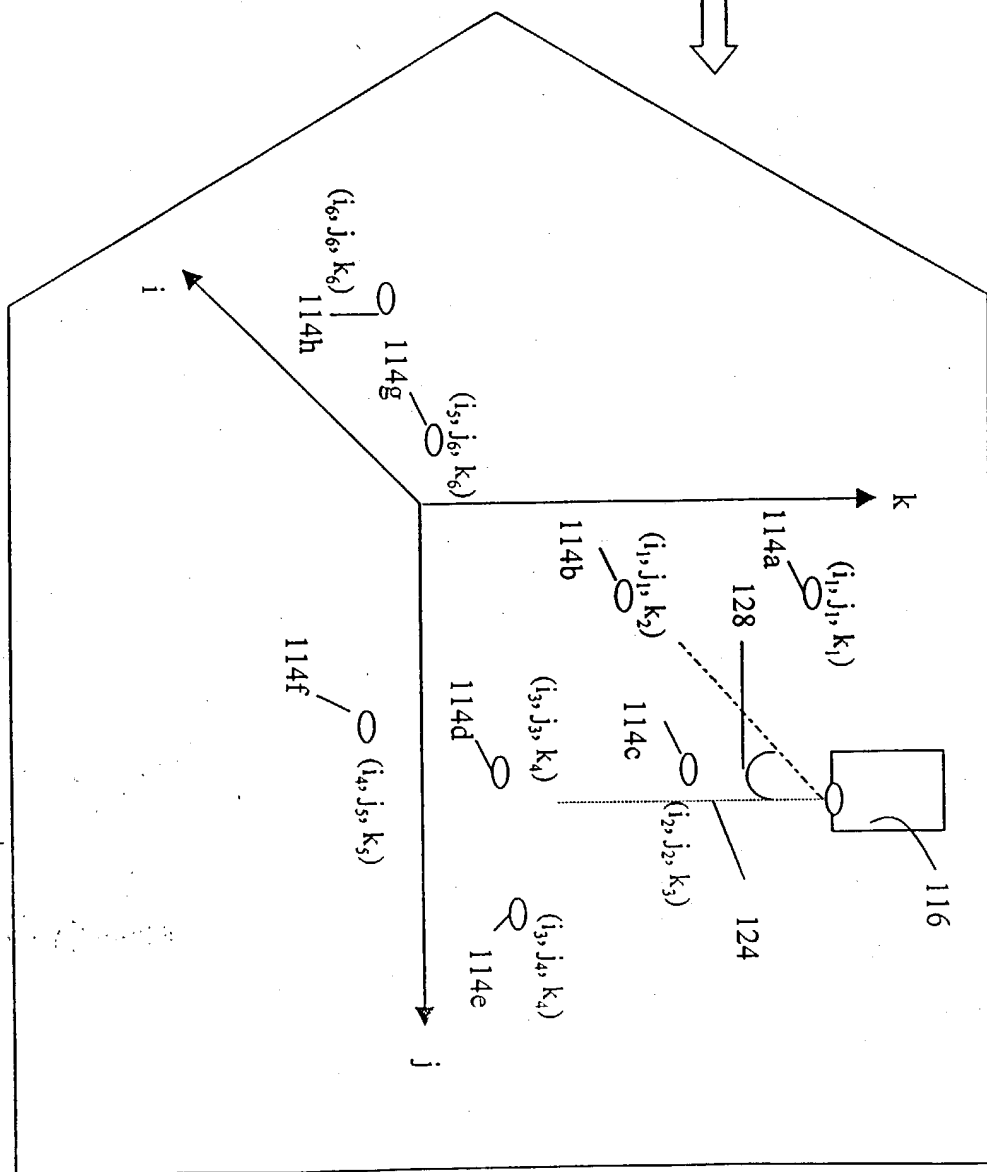 116
124
(i₂, j₂, k₃)
(i₃, j₄, k₄)
114e
j
128
114c
(i₃, j₃, k₄)
114d
(i₄, j₅, k₅)
114f
(i₁, j₁, k₁)
114a
(i₁, j₁, k₂)
114b
k
(i₅, j₆, k₆)
114g
114h
(i₆, j₆, k₆)
i